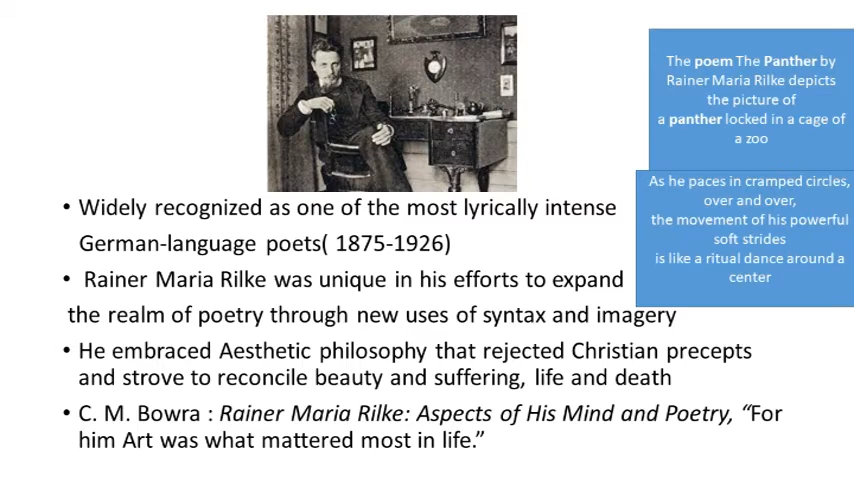 The poem The Panther by
Rainer Maria Rilke depicts
the picture of
a panther locked in a cage of
a zoo
As he paces in cramped circles,
over and over,
the movement of his powerful
soft strides
is like a ritual dance around a
center
• Widely recognized as one of the most lyrically intense
German-language poets( 1875-1926)
• Rainer Maria Rilke was unique in his efforts to expand
the realm of poetry through new uses of syntax and imagery
• He embraced Aesthetic philosophy that rejected Christian precepts
and strove to reconcile beauty and suffering, life and death
• C. M. Bowra : Rainer Maria Rilke: Aspects of His Mind and Poetry, “For
him Art was what mattered most in life.”